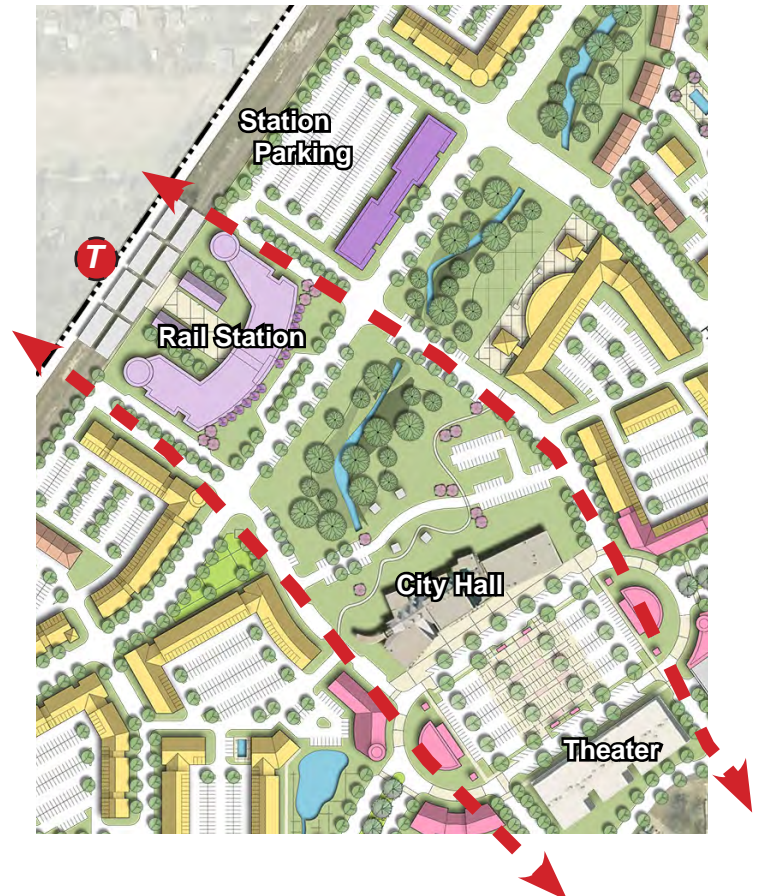 Station
Parking
T
Rail Station
City Hall
Theater